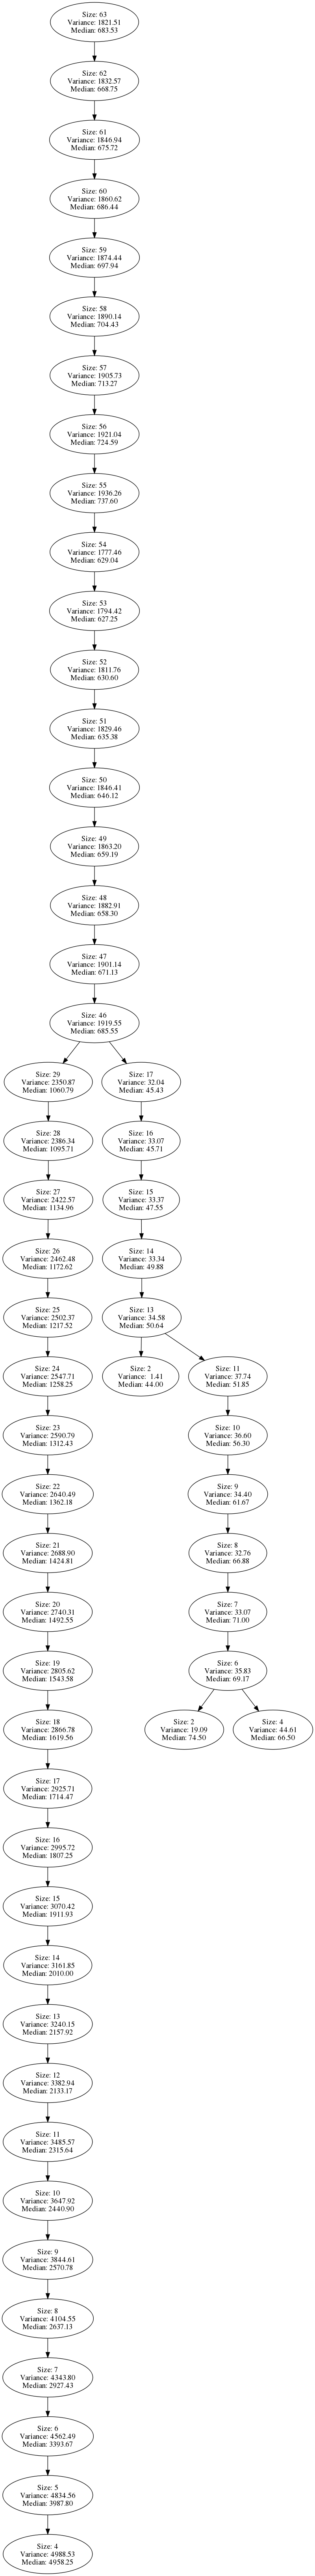 Size: 63
Variance: 1821.51
Median: 683.53
Size: 62
Variance: 1832.57
Median: 668.75
Size: 61
Variance: 1846.94
Median: 675.72
Size: 60
Variance: 1860.62
Median: 686.44
Size: 59
Variance: 1874.44
Median: 697.94
Size: 58
Variance: 1890.14
Median: 704.43
Size: 57
Variance: 1905.73
Median: 713.27
Size: 56
Variance: 1921.04
Median: 724.59
Size: 55
Variance: 1936.26
Median: 737.60
Size: 54
Variance: 1777.46
Median: 629.04
Size: 53
Variance: 1794.42
Median: 627.25
Size: 52
Variance: 1811.76
Median: 630.60
Size: 51
Variance: 1829.46
Median: 635.38
Size: 50
Variance: 1846.41
Median: 646.12
Size: 49
Variance: 1863.20
Median: 659.19
Size: 48
Variance: 1882.91
Median: 658.30
Size: 47
Variance: 1901.14
Median: 671.13
Size: 46
Variance: 1919.55
Median: 685.55
Size: 29
Variance: 2350.87
Median: 1060.79
Size: 17
Variance: 32.04
Median: 45.43
Size: 28
Variance: 2386.34
Median: 1095.71
Size: 16
Variance: 33.07
Median: 45.71
Size: 27
Variance: 2422.57
Median: 1134.96
Size: 15
Variance: 33.37
Median: 47.55
Size: 26
Variance: 2462.48
Median: 1172.62
Size: 14
Variance: 33.34
Median: 49.88
Size: 25
Variance: 2502.37
Median: 1217.52
Size: 13
Variance: 34.58
Median: 50.64
Size: 24
Variance: 2547.71
Median: 1258.25
Size: 2
Variance: 1.41
Median: 44.00
Size: 11
Variance: 37.74
Median: 51.85
Size: 23
Variance: 2590.79
Median: 1312.43
Size: 10
Variance: 36.60
Median: 56.30
Size: 22
Variance: 2640.49
Median: 1362.18
Size: 9
Variance: 34.40
Median: 61.67
Size: 21
Variance: 2688.90
Median: 1424.81
Size: 8
Variance: 32.76
Median: 66.88
Size: 20
Variance: 2740.31
Median: 1492.55
Size: 7
Variance: 33.07
Median: 71.00
Size: 19
Variance: 2805.62
Median: 1543.58
Size: 6
Variance: 35.83
Median: 69.17
Size: 18
Variance: 2866.78
Median: 1619.56
Size: 2
Variance: 19.09
Median: 74.50
Size: 4
Variance: 44.61
Median: 66.50
Size: 17
Variance: 2925.71
Median: 1714.47
Size: 16
Variance: 2995.72
Median: 1807.25
Size: 15
Variance: 3070.42
Median: 1911.93
Size: 14
Variance: 3161.85
Median: 2010.00
Size: 13
Variance: 3240.15
Median: 2157.92
Size: 12
Variance: 3382.94
Median: 2133.17
Size: 11
Variance: 3485.57
Median: 2315.64
Size: 10
Variance: 3647.92
Median: 2440.90
Size: 9
Variance: 3844.61
Median: 2570.78
Size: 8
Variance: 4104.55
Median: 2637.13
Size: 7
Variance: 4343.80
Median: 2927.43
Size: 6
Variance: 4562.49
Median: 3393.67
Size: 5
Variance: 4834.56
Median: 3987.80
Size: 4
Variance: 4988.53
Median: 4958.25